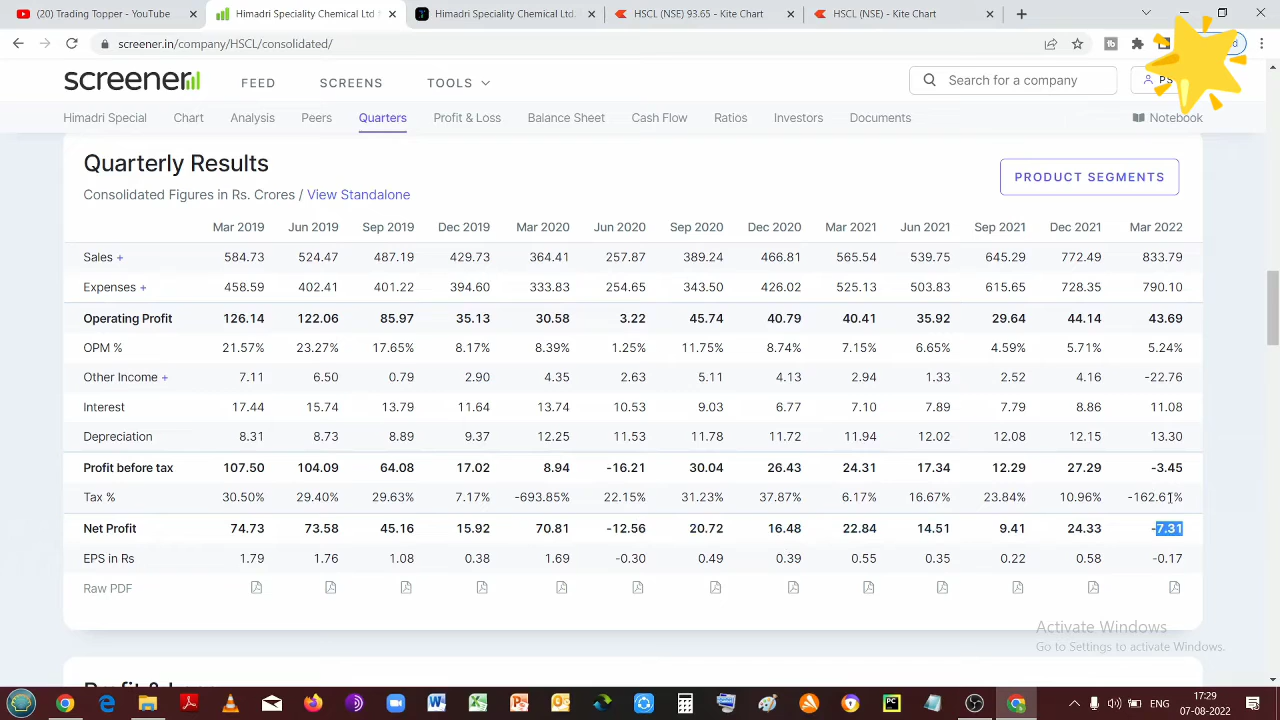 (20) Trading Topper - YouTube
Himadri Speciality Chemical Ltd
Himadri Speciality Chemical Ltd.
HSCL (NSE) 93.65 - Kite Chart
HSCL (NSE) - Kite Chart
screener.in/company/HSCL/consolidated/
screener
FEED
SCREENS
TOOLS
Search for a company
PS
Himadri Special Chart Analysis Peers Quarters Profit & Loss Balance Sheet Cash Flow Ratios Investors Documents Notebook
Quarterly Results
PRODUCT SEGMENTS
Consolidated Figures in Rs. Crores / View Standalone
Mar 2019 Jun 2019 Sep 2019 Dec 2019 Mar 2020 Jun 2020 Sep 2020 Dec 2020 Mar 2021 Jun 2021 Sep 2021 Dec 2021 Mar 2022
Sales + 584.73 524.47 487.19 429.73 364.41 257.87 389.24 466.81 565.54 539.75 645.29 772.49 833.79
Expenses + 458.59 402.41 401.22 394.60 333.83 254.65 343.50 426.02 525.13 503.83 615.65 728.35 790.10
Operating Profit 126.14 122.06 85.97 35.13 30.58 3.22 45.74 40.79 40.41 35.92 29.64 44.14 43.69
OPM % 21.57% 23.27% 17.65% 8.17% 8.39% 1.25% 11.75% 8.74% 7.15% 6.65% 4.59% 5.71% 5.24%
Other Income + 7.11 6.50 0.79 2.90 4.35 2.63 5.11 4.13 2.94 1.33 2.52 4.16 -22.76
Interest 17.44 15.74 13.79 11.64 13.74 10.53 9.03 6.77 7.10 7.89 7.79 8.86 11.08
Depreciation 8.31 8.73 8.89 9.37 12.25 11.53 11.78 11.72 11.94 12.02 12.08 12.15 13.30
Profit before tax 107.50 104.09 64.08 17.02 8.94 -16.21 30.04 26.43 24.31 17.34 12.29 27.29 -3.45
Tax % 30.50% 29.40% 29.63% 7.17% -693.85% 22.15% 31.23% 37.87% 6.17% 16.67% 23.84% 10.96% -162.61%
Net Profit 74.73 73.58 45.16 15.92 70.81 -12.56 20.72 16.48 22.84 14.51 9.41 24.33 -7.31
EPS in Rs 1.79 1.76 1.08 0.38 1.69 -0.30 0.49 0.39 0.55 0.35 0.22 0.58 -0.17
Raw PDF
Activate Windows
Go to Settings to activate Windows.
ENG
17:29
07-08-2022